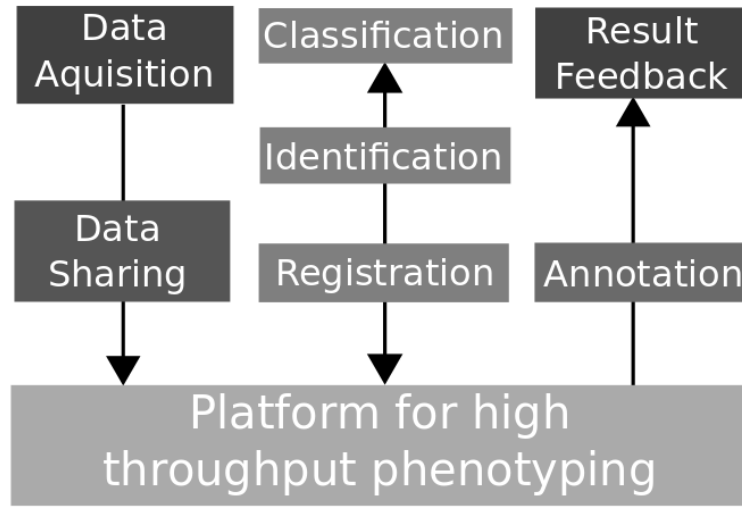 Data
Aquisition
Data
Sharing
Classification
Identification
Registration
Result
Feedback
Annotation
Platform for high
throughput phenotyping